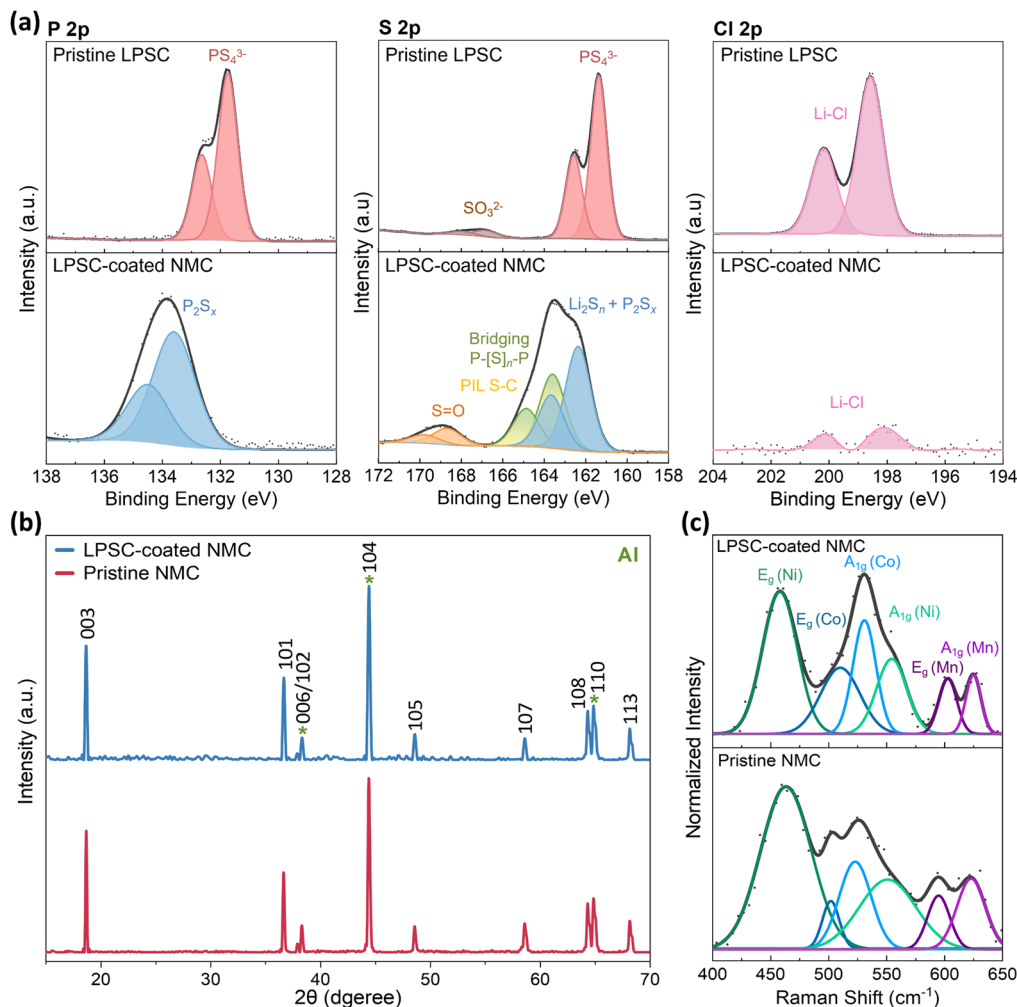 (a)
P 2p
Pristine LPSC
PS₄³⁻
LPSC-coated NMC
P₂Sₓ
Intensity (a.u.)
138 136 134 132 130 128
Binding Energy (eV)
S 2p
Pristine LPSC
PS₄³⁻
SO₃²⁻
LPSC-coated NMC
Li₂Sₙ + P₂Sₓ
Bridging
P-[S]ₙ-P
PIL S-C
S=O
Intensity (a.u)
172 170 168 166 164 162 160 158
Binding Energy (eV)
Cl 2p
Pristine LPSC
Li-Cl
LPSC-coated NMC
Li-Cl
Intensity (a.u)
204 202 200 198 196 194
Binding Energy (eV)
(b)
LPSC-coated NMC
Pristine NMC
Al
003
101
*006/102
*104
105
107
108
*110
113
Intensity (a.u.)
20 30 40 50 60 70
2θ (dgeree)
(c)
LPSC-coated NMC
E_g (Ni)
E_g (Co)
A₁g (Co)
A₁g (Ni)
E_g (Mn)
A₁g (Mn)
Pristine NMC
Normalized Intensity
400 450 500 550 600 650
Raman Shift (cm⁻¹)